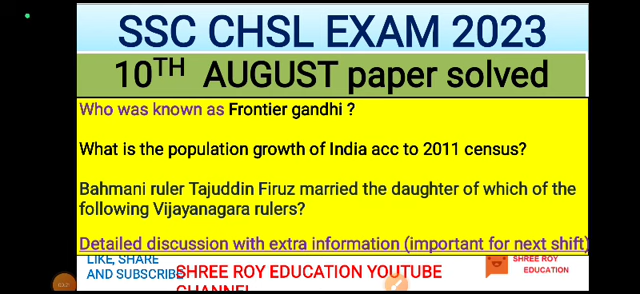 SSC CHSL EXAM 2023
10TH AUGUST paper solved
Who was known as Frontier gandhi ?
What is the population growth of India acc to 2011 census?
Bahmani ruler Tajuddin Firuz married the daughter of which of the
following Vijayanagara rulers?
Detailed discussion with extra information (important for next shift)
LIKE, SHARE
AND SUBSCRIBE
SHREE ROY EDUCATION YOUTUBE
CHANNEL
SHREE ROY
EDUCATION